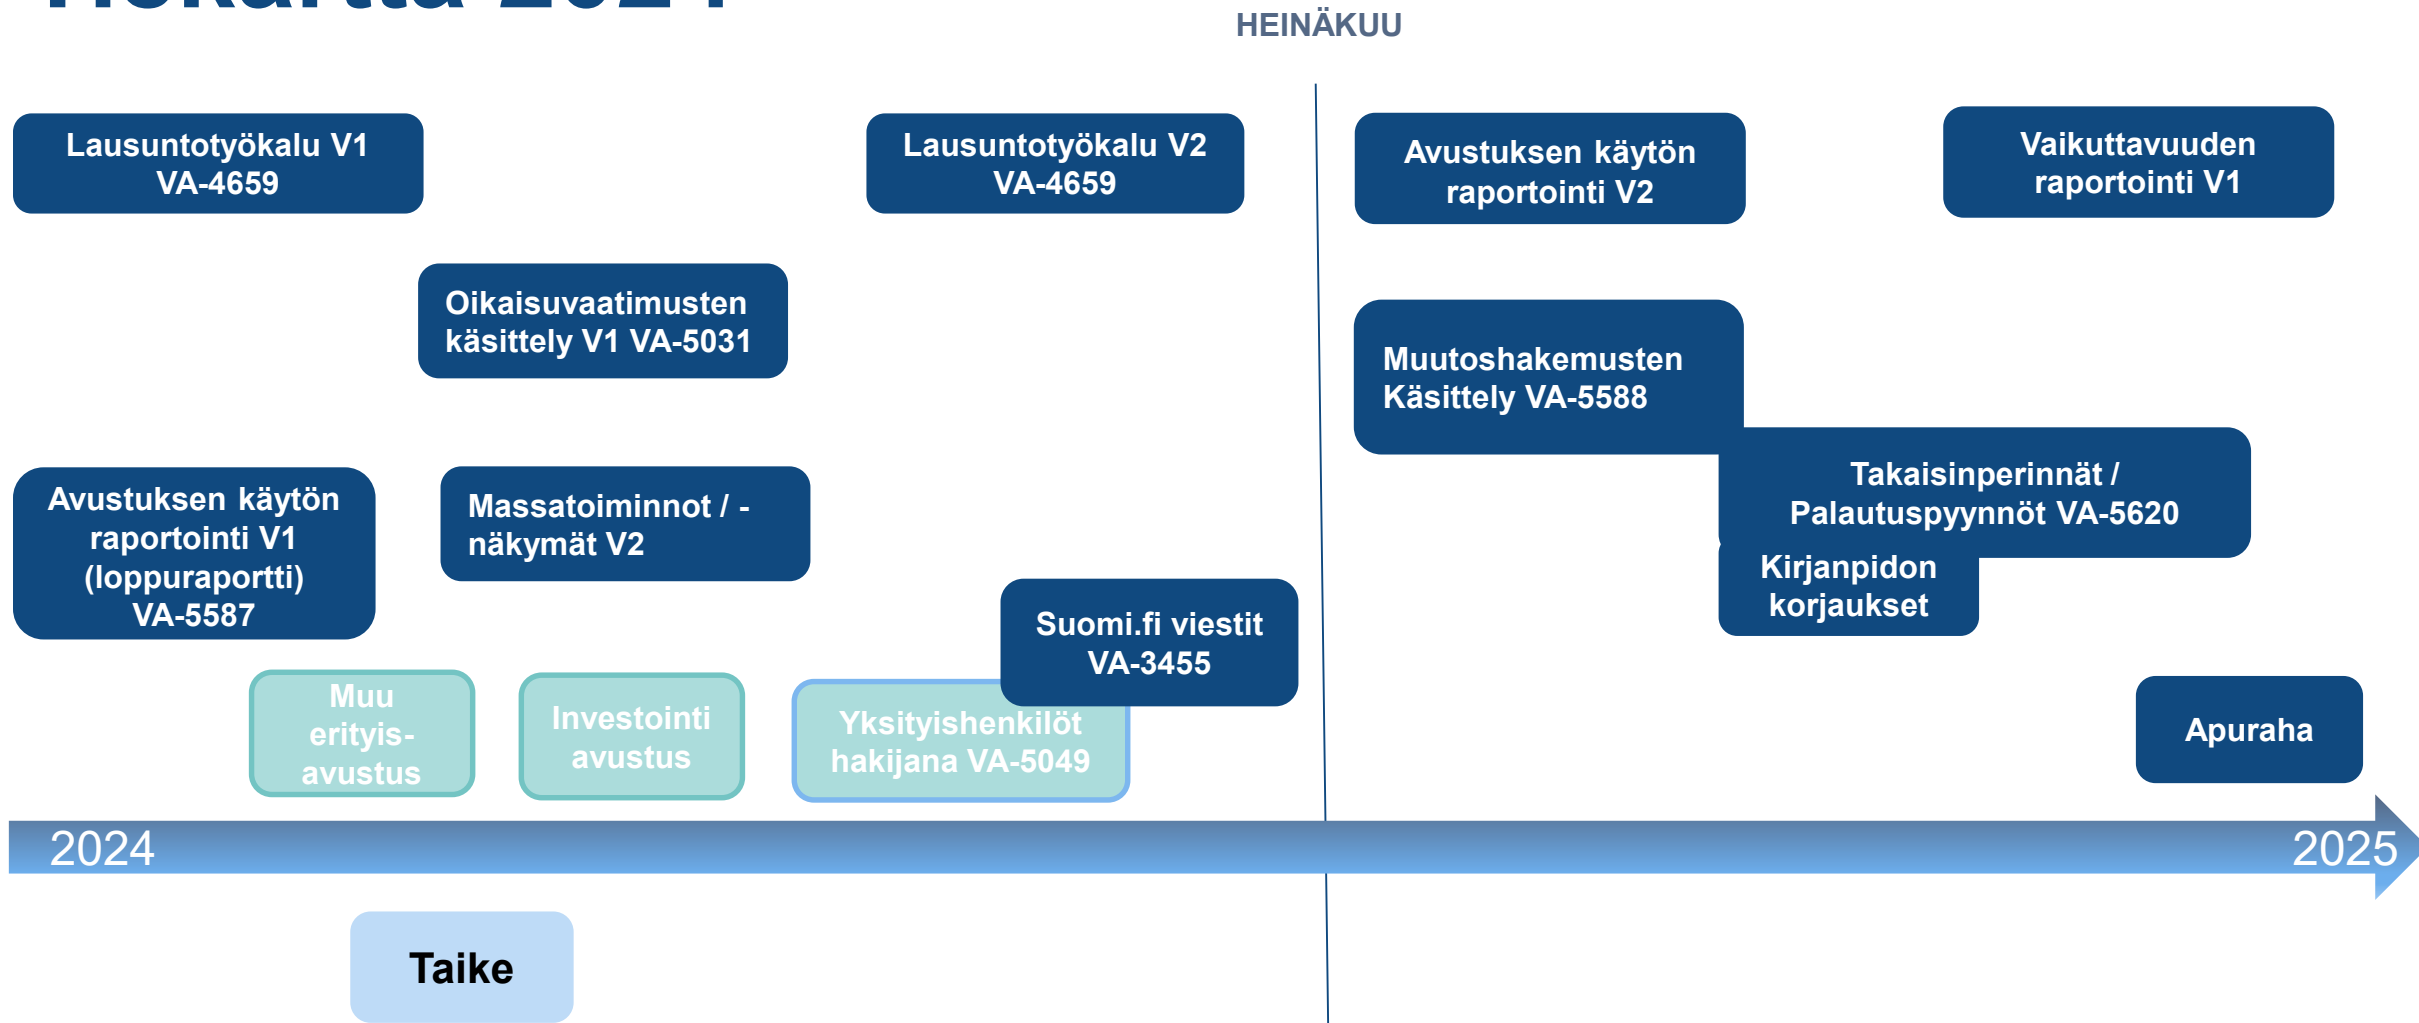 Tiekartta 2024
HEINÄKUU
Lausuntotyökalu V1
VA-4659
Lausuntotyökalu V2
VA-4659
Avustuksen käytön
raportointi V2
Vaikuttavuuden
raportointi V1
Oikaisuvaatimusten
käsittely V1 VA-5031
Muutoshakemusten
Käsittely VA-5588
Avustuksen käytön
raportointi V1
(loppuraportti)
VA-5587
Massatoiminnot / -
näkymät V2
Takaisinperinnät /
Palautuspyynnöt VA-5620
Kirjanpidon
korjaukset
Suomi.fi viestit
VA-3455
Muu
erityis-
avustus
Investointi
avustus
Yksityishenkilöt
hakijana VA-5049
Apuraha
2024
2025
Taike